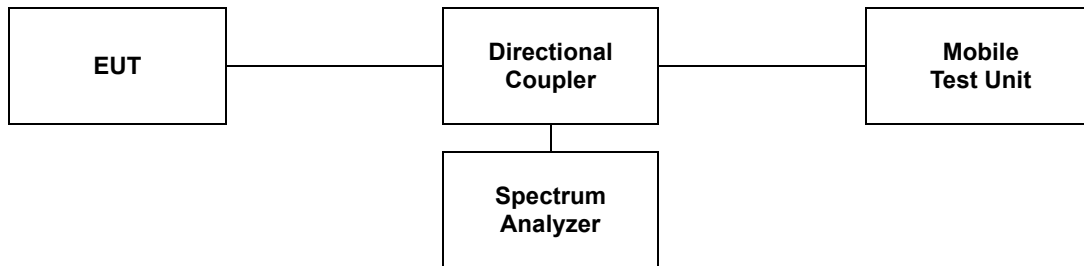 EUT
Directional
Coupler
Mobile
Test Unit
Spectrum
Analyzer